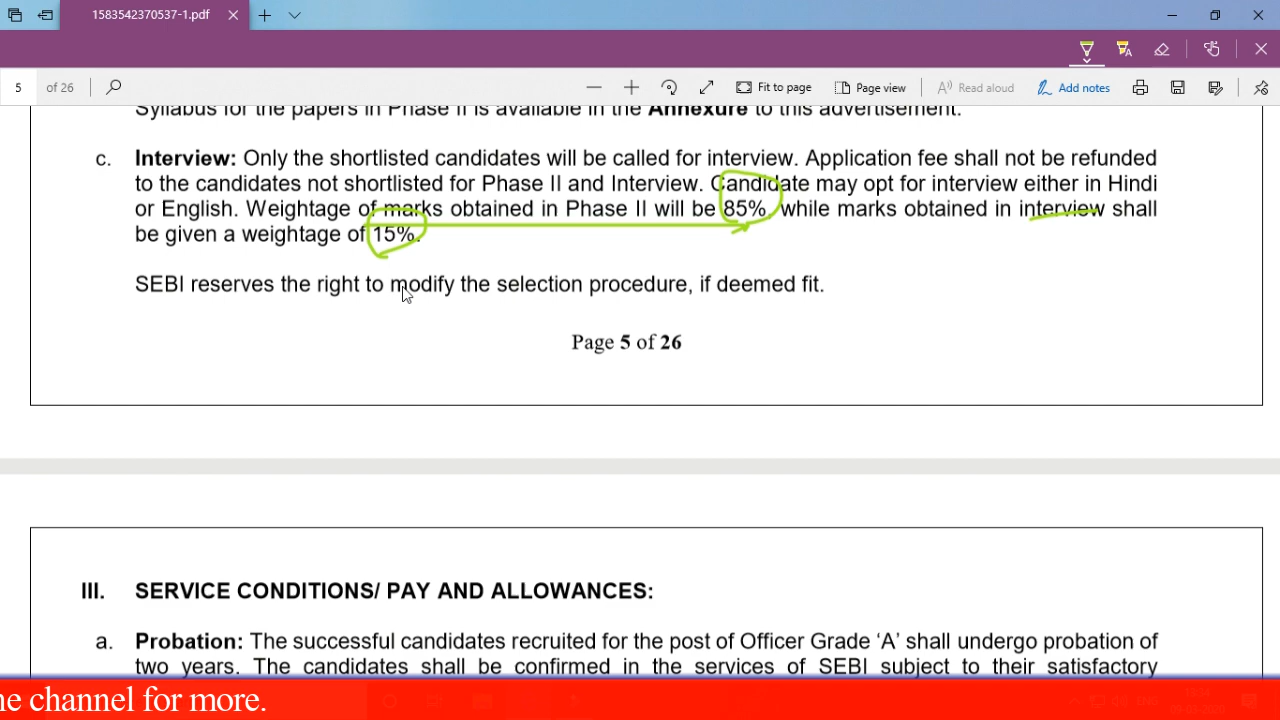 1583542370537-1.pdf
5 of 26 Fit to page Page view Read aloud Add notes
Syllabus for the papers in Phase II is available in the Annexure to this advertisement.
c. Interview: Only the shortlisted candidates will be called for interview. Application fee shall not be refunded
to the candidates not shortlisted for Phase II and Interview. Candidate may opt for interview either in Hindi
or English. Weightage of marks obtained in Phase II will be 85%, while marks obtained in interview shall
be given a weightage of 15%.
SEBI reserves the right to modify the selection procedure, if deemed fit.
Page 5 of 26
III. SERVICE CONDITIONS/ PAY AND ALLOWANCES:
a. Probation: The successful candidates recruited for the post of Officer Grade ‘A’ shall undergo probation of
two years. The candidates shall be confirmed in the services of SEBI subject to their satisfactory
he channel for more.